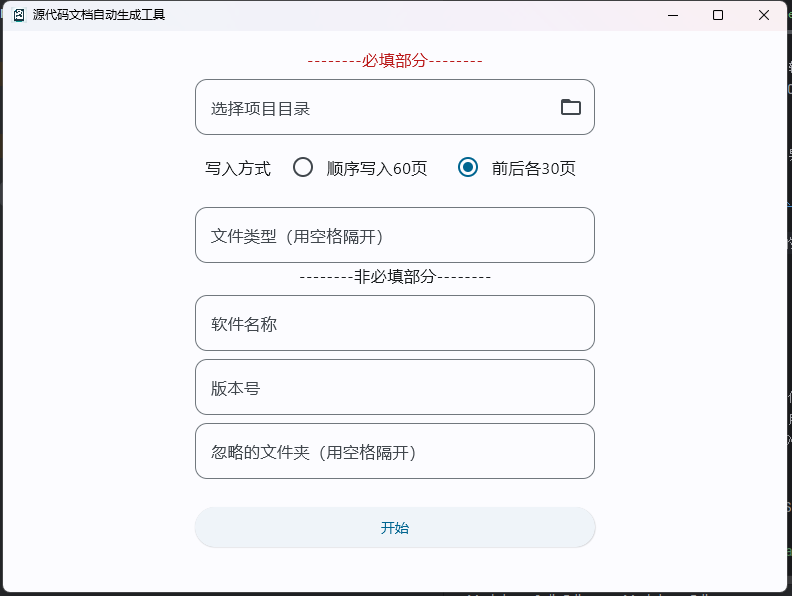 源代码文档自动生成工具
--------必填部分--------
选择项目目录
写入方式 顺序写入60页 前后各30页
文件类型（用空格隔开）
--------非必填部分--------
软件名称
版本号
忽略的文件夹（用空格隔开）
开始